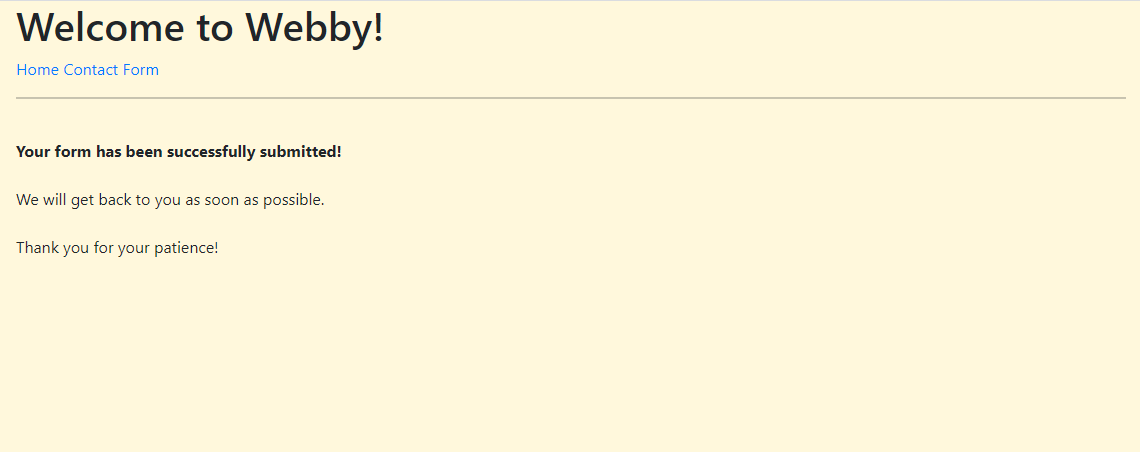 Welcome to Webby!
Home Contact Form
Your form has been successfully submitted!
We will get back to you as soon as possible.
Thank you for your patience!